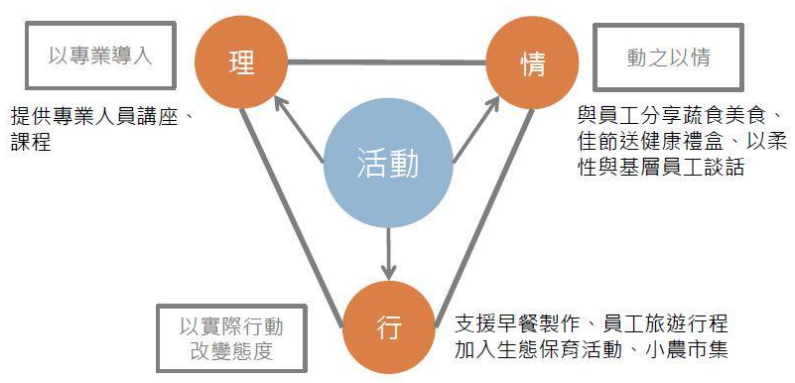 以專業導入
理
提供專業人員講座、
課程
情
動之以情
與員工分享蔬食美食、
佳節送健康禮盒、以柔
性與基層員工談話
活動
以實際行動
改變態度
行
支援早餐製作、員工旅遊行程
加入生態保育活動、小農市集